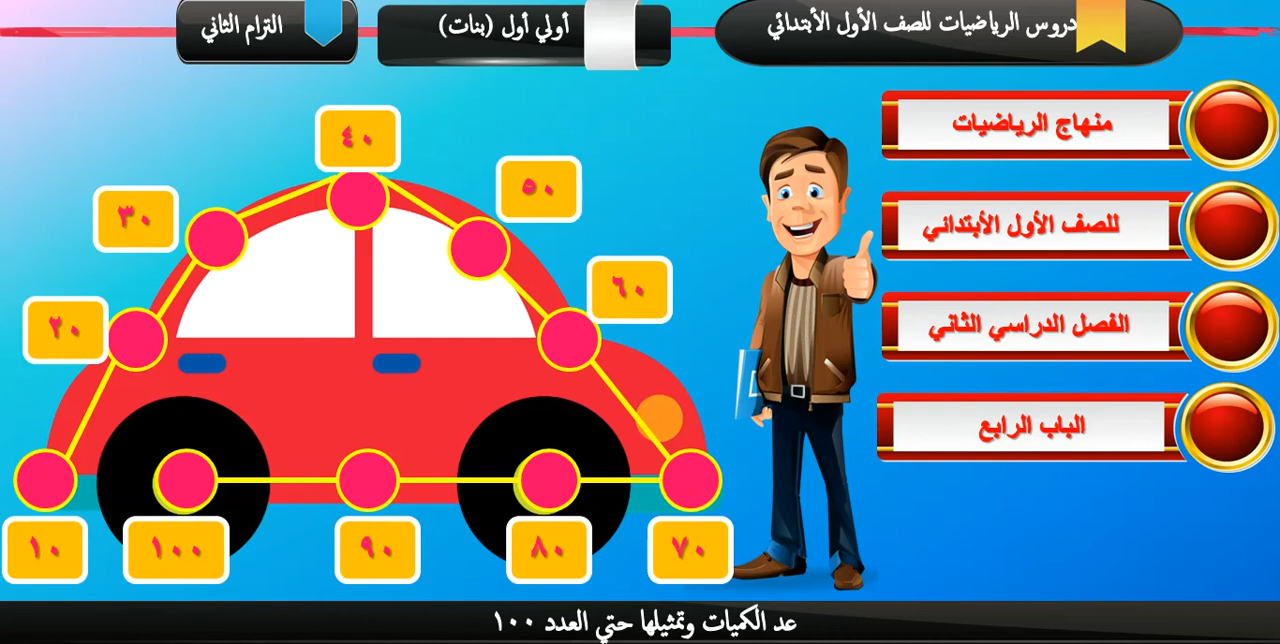 دروس الرياضيات للصف الأول الأبتدائي
أولي أول (بنات)
الترام الثاني
منهاج الرياضيات
للصف الأول الأبتدائي
الفصل الدراسي الثاني
الباب الرابع
٤٠
٥٠
٣٠
٦٠
٢٠
٧٠
٨٠
٩٠
١٠٠
١٠
عد الكميات وتمثيلها حتي العدد ١٠٠